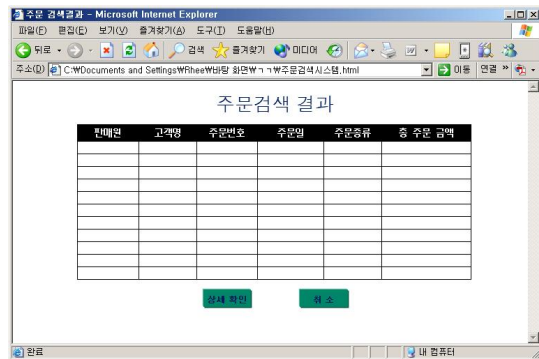 주문 검색결과 - Microsoft Internet Explorer
파일(F) 편집(E) 보기(V) 즐겨찾기(A) 도구(T) 도움말(H)
뒤로 검색 즐겨찾기 미디어
주소(D) C:\Documents and Settings\Rhee\바탕 화면\ㄱㄱ\주문검색시스템.html 이동 연결 »
주문검색 결과
판매원 고객명 주문번호 주문일 주문종류 총 주문 금액
상세 확인 취 소
완료 내 컴퓨터